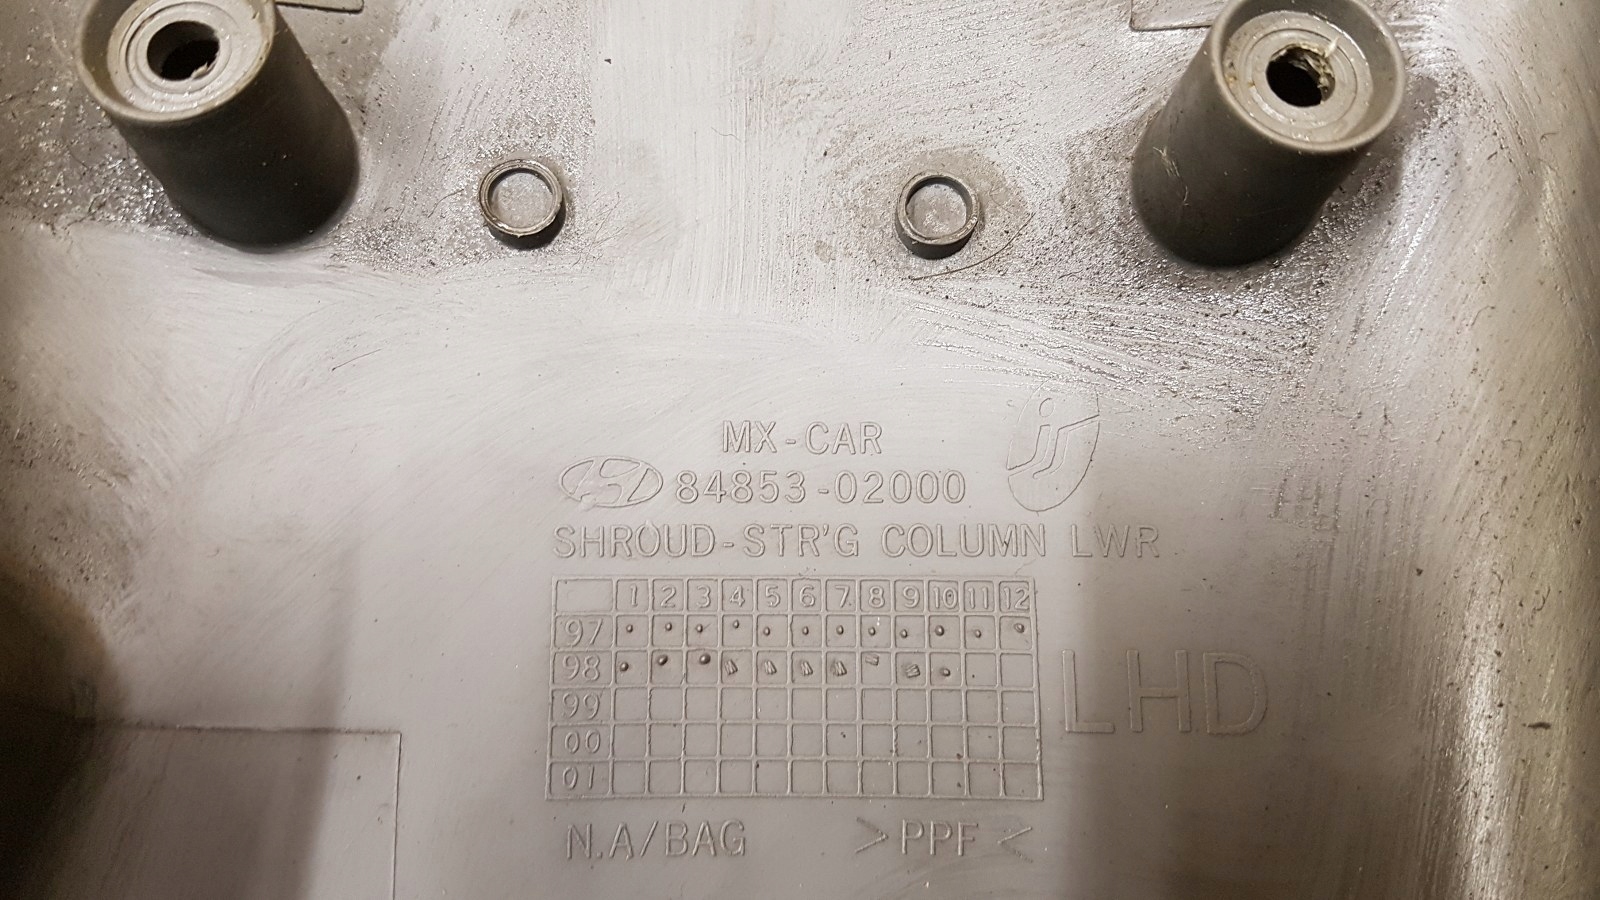 MX-CAR
84853-02000
SHROUD-STR'G COLUMN LWR
1 2 3 4 5 6 7 8 9 10 11 12
97
98
99
00
01
LHD
N.A/BAG >PPF<